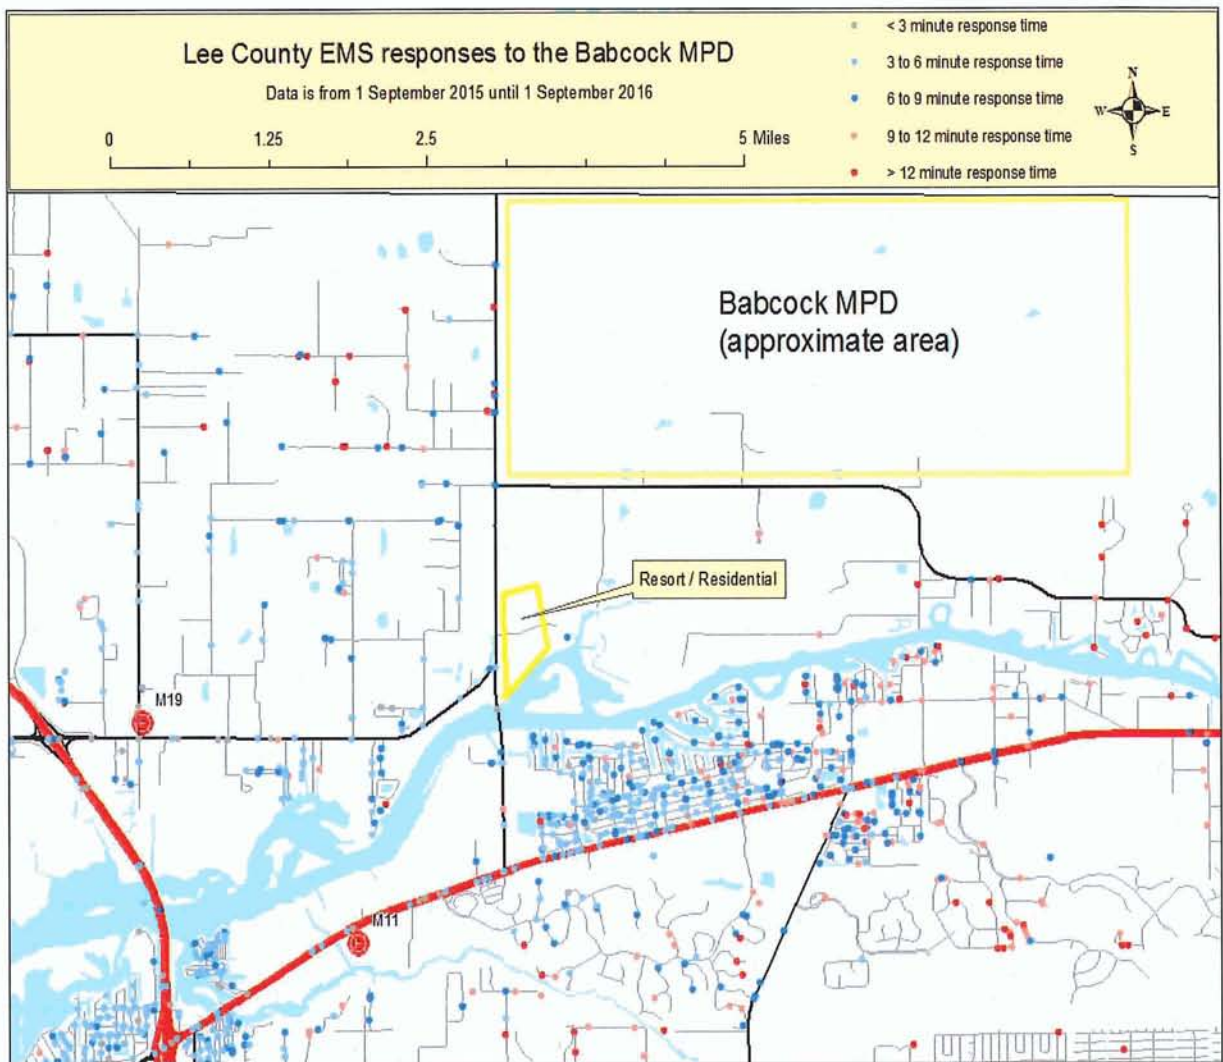 Lee County EMS responses to the Babcock MPD
Data is from 1 September 2015 until 1 September 2016
0 1.25 2.5 5 Miles
< 3 minute response time
3 to 6 minute response time
6 to 9 minute response time
9 to 12 minute response time
> 12 minute response time
N
W E
S
Babcock MPD
(approximate area)
Resort / Residential
M19
M11